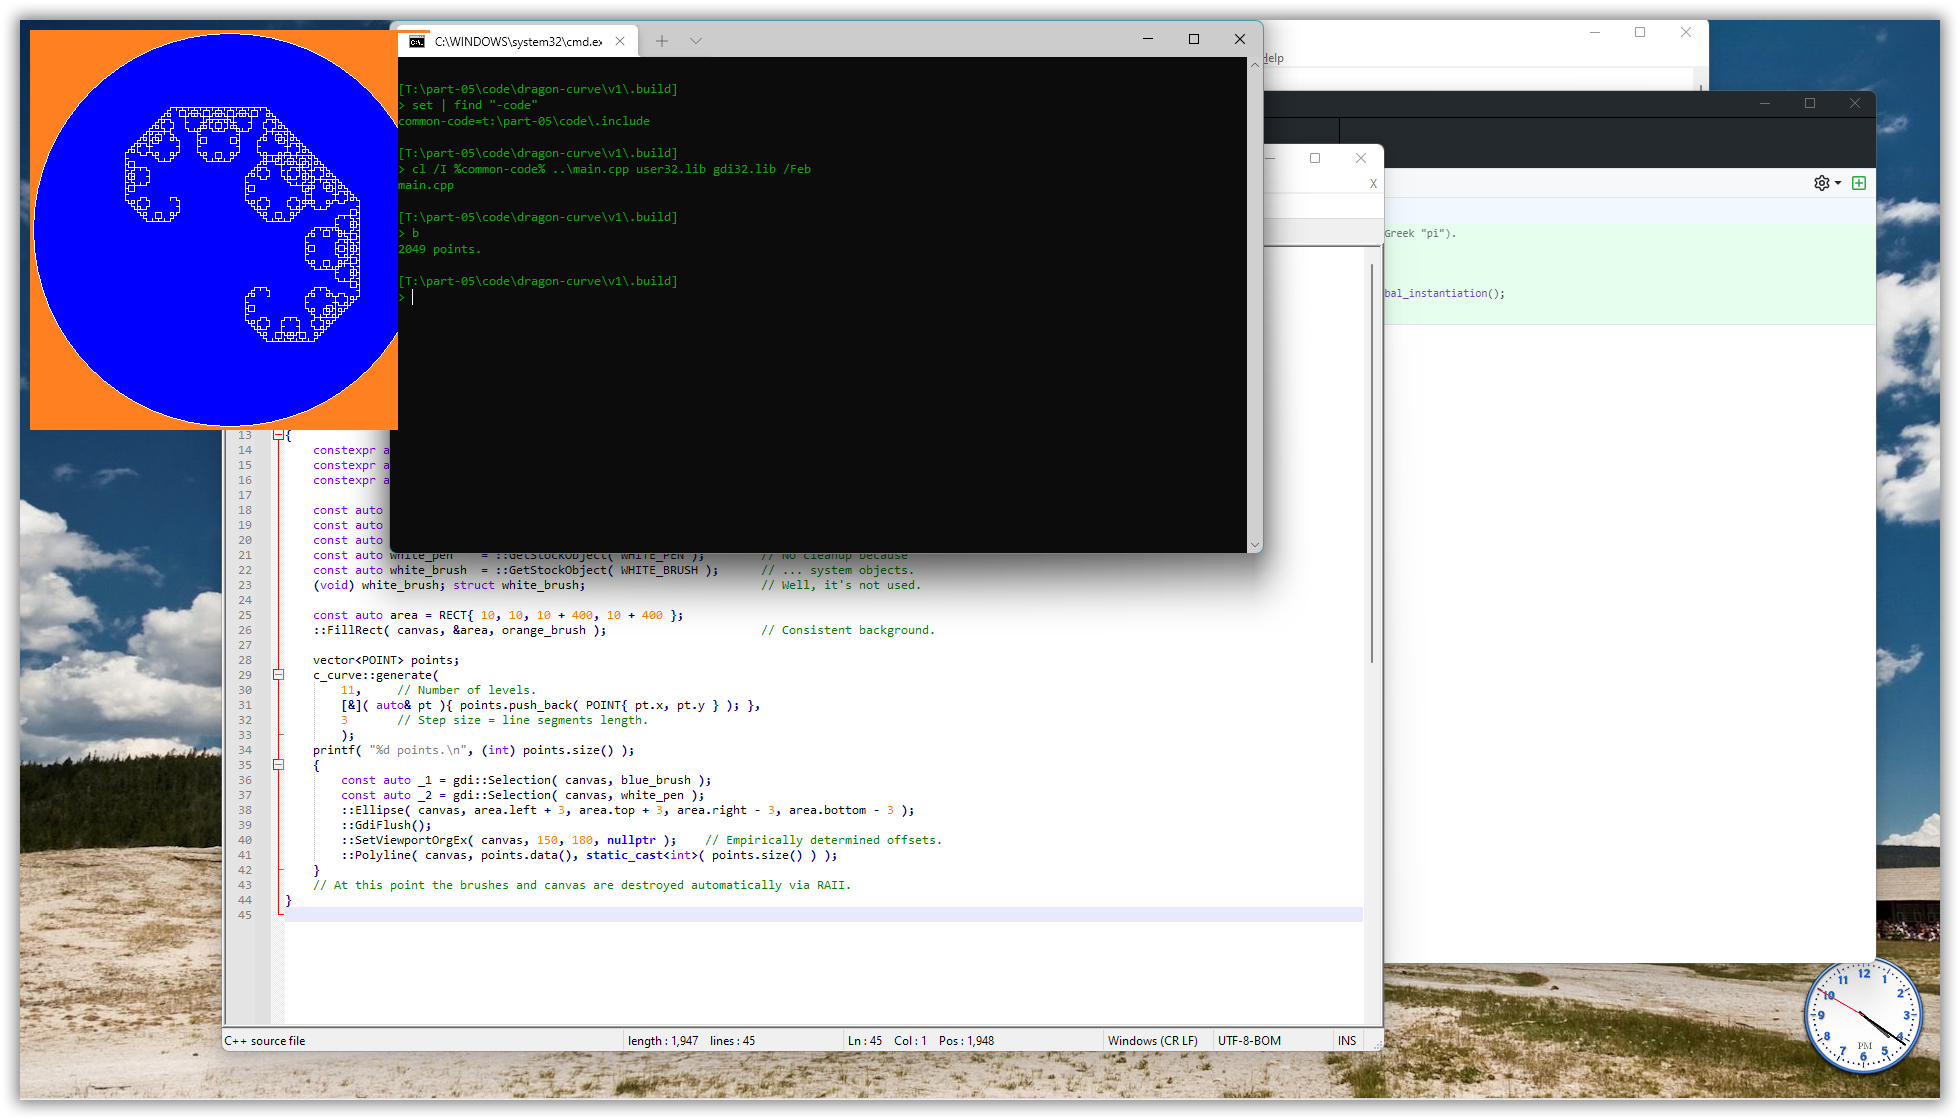 C:\WINDOWS\system32\cmd.ex
[T:\part-05\code\dragon-curve\v1\.build]
> set | find "-code"
common-code=t:\part-05\code\.include
[T:\part-05\code\dragon-curve\v1\.build]
> cl /I %common-code% ..\main.cpp user32.lib gdi32.lib /Feb
main.cpp
[T:\part-05\code\dragon-curve\v1\.build]
> b
2049 points.
[T:\part-05\code\dragon-curve\v1\.build]
>
Help
X
Greek "pi").
bal_instantiation();
13 {
14 constexpr a
15 constexpr a
16 constexpr a
17
18 const auto
19 const auto
20 const auto
21 const auto white_pen = ::GetStockObject( WHITE_PEN ); // No cleanup because
22 const auto white_brush = ::GetStockObject( WHITE_BRUSH ); // ... system objects.
23 (void) white_brush; struct white_brush; // Well, it's not used.
24
25 const auto area = RECT{ 10, 10, 10 + 400, 10 + 400 };
26 ::FillRect( canvas, &area, orange_brush ); // Consistent background.
27
28 vector<POINT> points;
29 c_curve::generate(
30 11, // Number of levels.
31 [&]( auto& pt ){ points.push_back( POINT{ pt.x, pt.y } ); },
32 3 // Step size = line segments length.
33 );
34 printf( "%d points.\n", (int) points.size() );
35 {
36 const auto _1 = gdi::Selection( canvas, blue_brush );
37 const auto _2 = gdi::Selection( canvas, white_pen );
38 ::Ellipse( canvas, area.left + 3, area.top + 3, area.right - 3, area.bottom - 3 );
39 ::GdiFlush();
40 ::SetViewportOrgEx( canvas, 150, 180, nullptr ); // Empirically determined offsets.
41 ::Polyline( canvas, points.data(), static_cast<int>( points.size() ) );
42 }
43 // At this point the brushes and canvas are destroyed automatically via RAII.
44 }
45
C++ source file length : 1,947 lines : 45 Ln : 45 Col : 1 Pos : 1,948 Windows (CR LF) UTF-8-BOM INS
12
1
2
3
4
5
6
7
8
9
10
11
PM